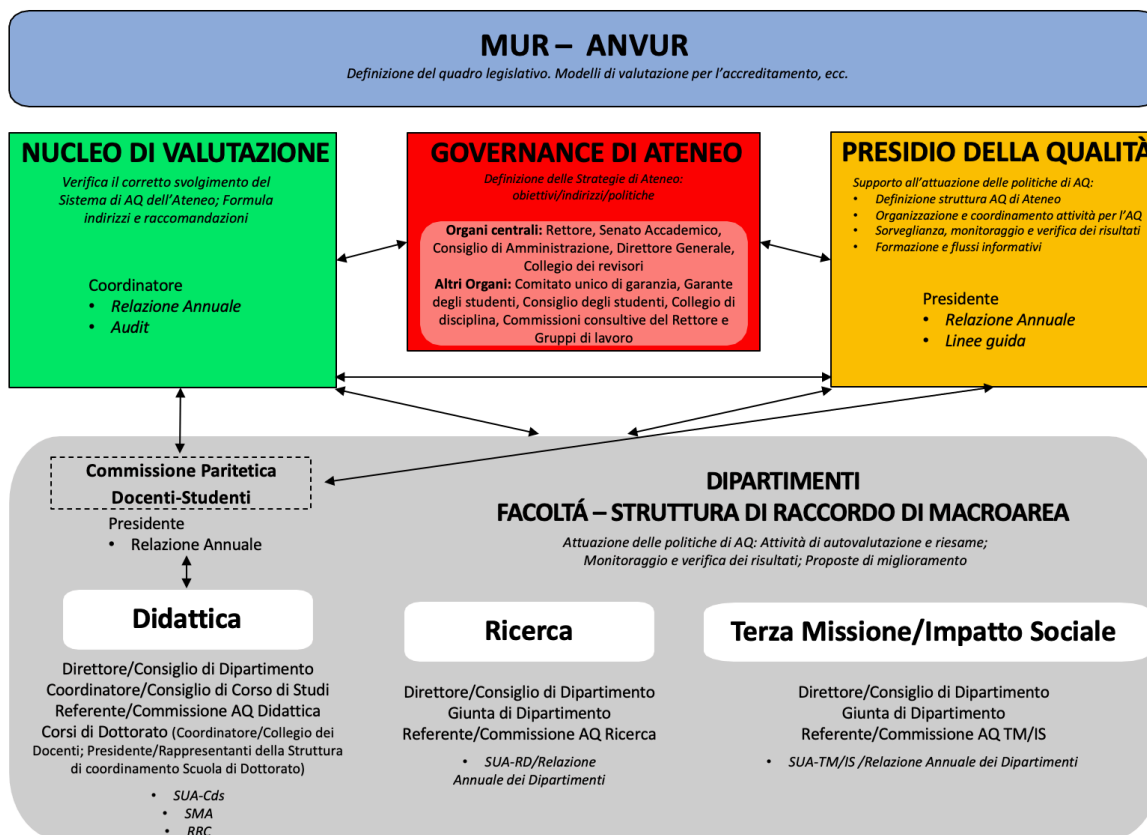 MUR – ANVUR
Definizione del quadro legislativo. Modelli di valutazione per l'accreditamento, ecc.
NUCLEO DI VALUTAZIONE
Verifica il corretto svolgimento del
Sistema di AQ dell'Ateneo; Formula
indirizzi e raccomandazioni
Coordinatore
• Relazione Annuale
• Audit
GOVERNANCE DI ATENEO
Definizione delle Strategie di Ateneo:
obiettivi/indirizzi/politiche
Organi centrali: Rettore, Senato Accademico,
Consiglio di Amministrazione, Direttore Generale,
Collegio dei revisori
Altri Organi: Comitato unico di garanzia, Garante
degli studenti, Consiglio degli studenti, Collegio di
disciplina, Commissioni consultive del Rettore e
Gruppi di lavoro
PRESIDIO DELLA QUALITÀ
Supporto all'attuazione delle politiche di AQ:
• Definizione struttura AQ di Ateneo
• Organizzazione e coordinamento attività per l'AQ
• Sorveglianza, monitoraggio e verifica dei risultati
• Formazione e flussi informativi
Presidente
• Relazione Annuale
• Linee guida
Commissione Paritetica
Docenti-Studenti
Presidente
• Relazione Annuale
DIPARTIMENTI
FACOLTÁ – STRUTTURA DI RACCORDO DI MACROAREA
Attuazione delle politiche di AQ: Attività di autovalutazione e riesame;
Monitoraggio e verifica dei risultati; Proposte di miglioramento
Didattica
Direttore/Consiglio di Dipartimento
Coordinatore/Consiglio di Corso di Studi
Referente/Commissione AQ Didattica
Corsi di Dottorato (Coordinatore/Collegio dei
Docenti; Presidente/Rappresentanti della Struttura
di coordinamento Scuola di Dottorato)
• SUA-Cds
• SMA
• RRC
Ricerca
Direttore/Consiglio di Dipartimento
Giunta di Dipartimento
Referente/Commissione AQ Ricerca
• SUA-RD/Relazione
Annuale dei Dipartimenti
Terza Missione/Impatto Sociale
Direttore/Consiglio di Dipartimento
Giunta di Dipartimento
Referente/Commissione AQ TM/IS
• SUA-TM/IS /Relazione Annuale dei Dipartimenti